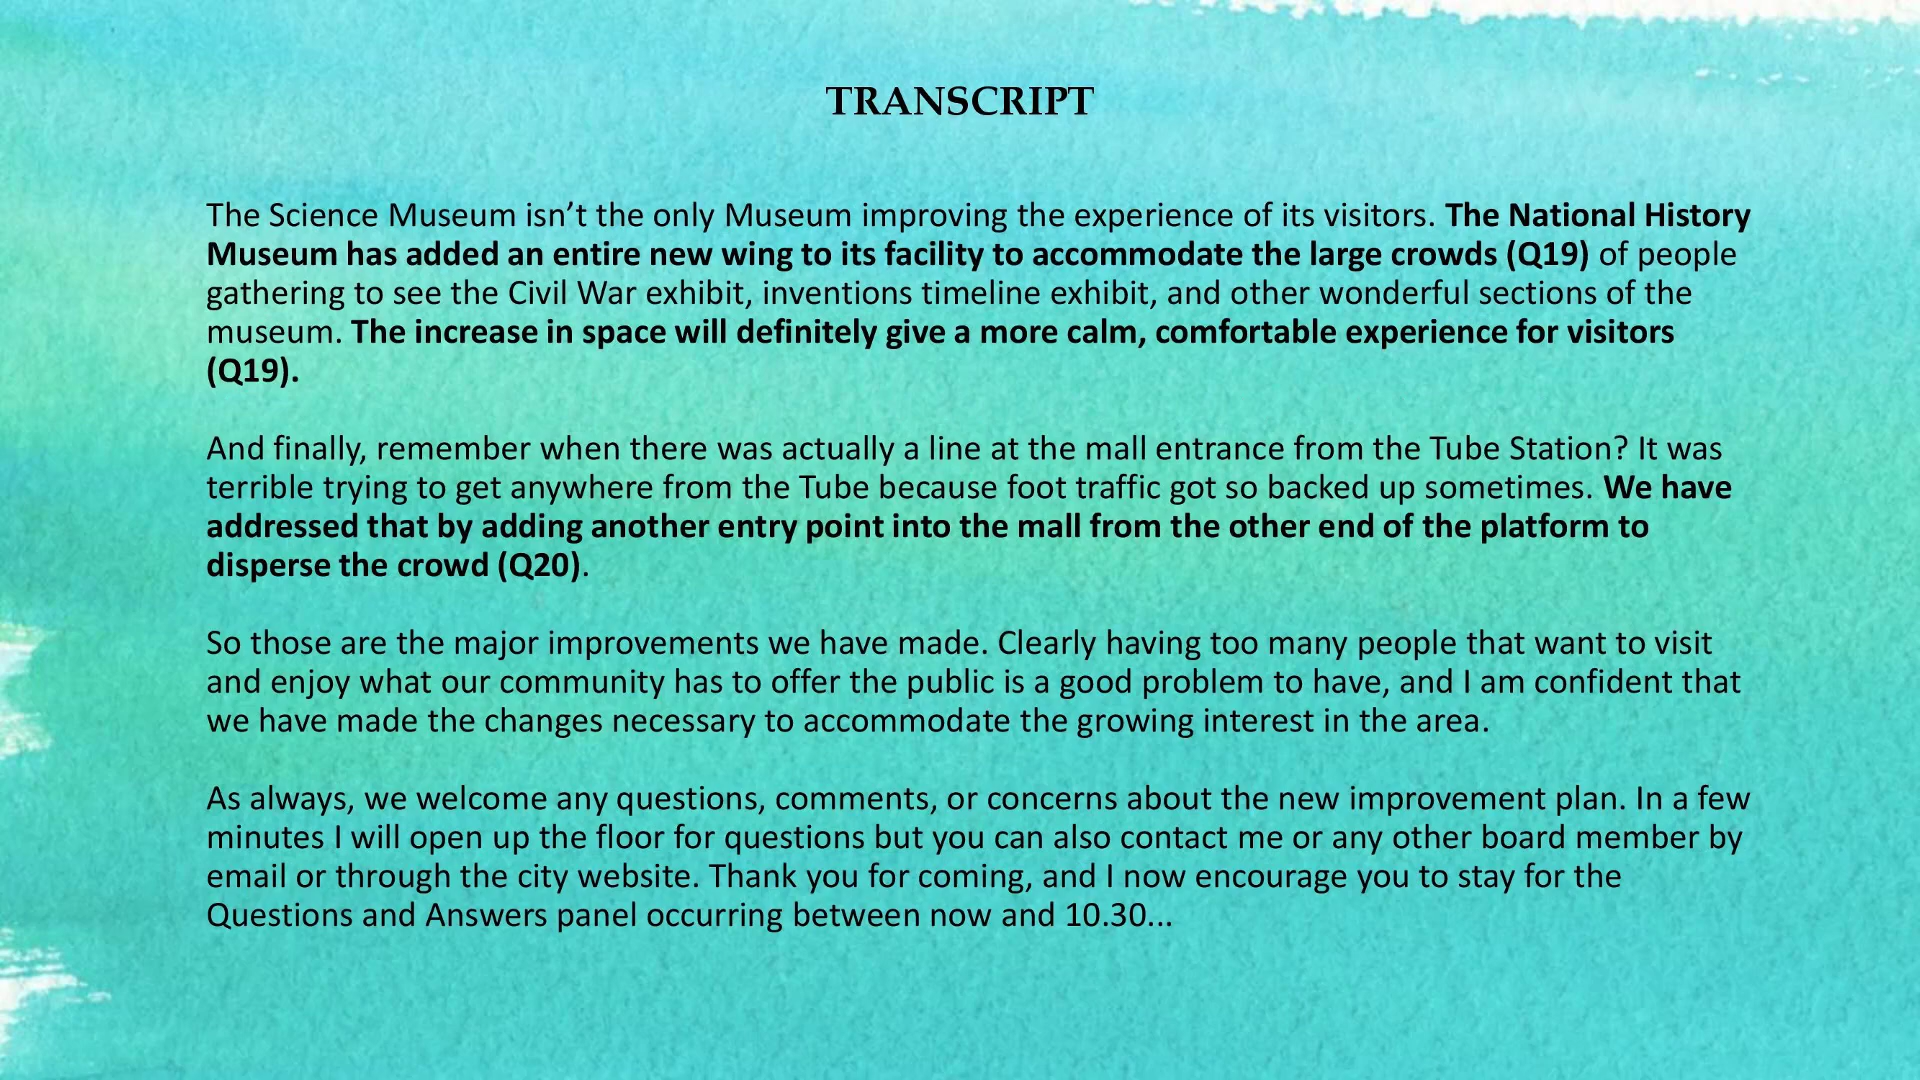 TRANSCRIPT
The Science Museum isn’t the only Museum improving the experience of its visitors. The National History
Museum has added an entire new wing to its facility to accommodate the large crowds (Q19) of people
gathering to see the Civil War exhibit, inventions timeline exhibit, and other wonderful sections of the
museum. The increase in space will definitely give a more calm, comfortable experience for visitors
(Q19).
And finally, remember when there was actually a line at the mall entrance from the Tube Station? It was
terrible trying to get anywhere from the Tube because foot traffic got so backed up sometimes. We have
addressed that by adding another entry point into the mall from the other end of the platform to
disperse the crowd (Q20).
So those are the major improvements we have made. Clearly having too many people that want to visit
and enjoy what our community has to offer the public is a good problem to have, and I am confident that
we have made the changes necessary to accommodate the growing interest in the area.
As always, we welcome any questions, comments, or concerns about the new improvement plan. In a few
minutes I will open up the floor for questions but you can also contact me or any other board member by
email or through the city website. Thank you for coming, and I now encourage you to stay for the
Questions and Answers panel occurring between now and 10.30...